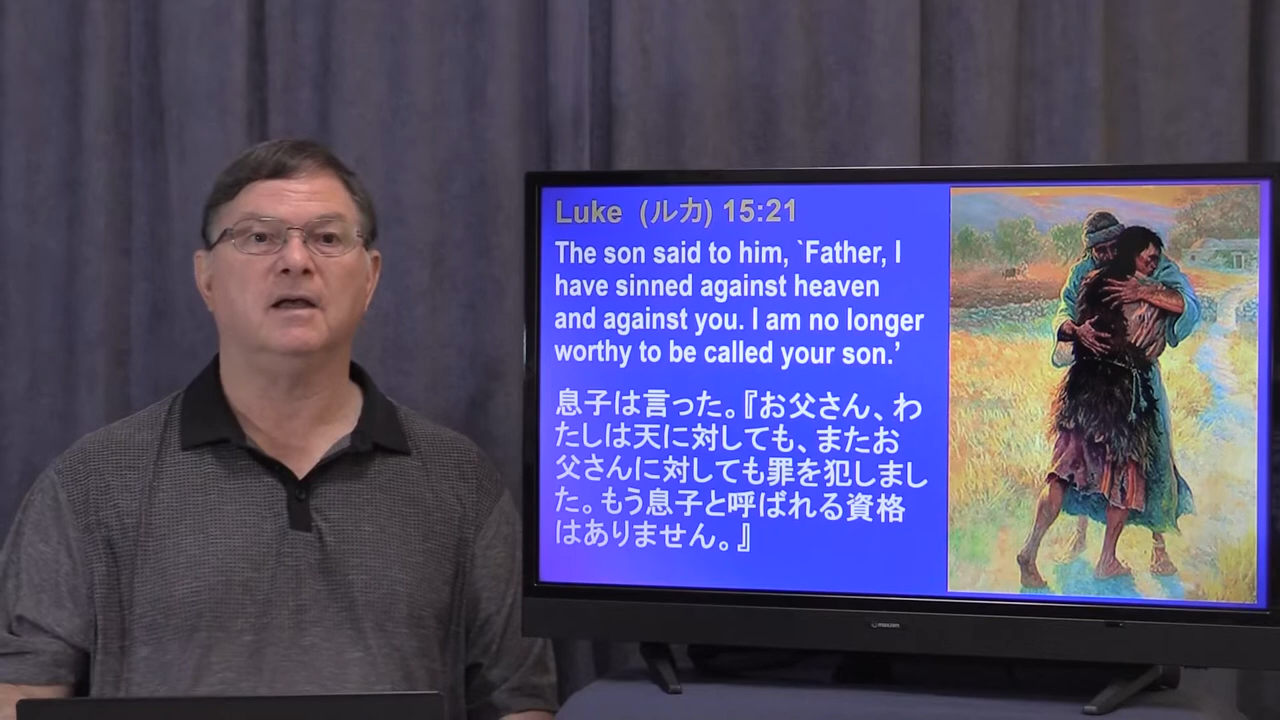 Luke (ルカ) 15:21
The son said to him, `Father, I
have sinned against heaven
and against you. I am no longer
worthy to be called your son.’
息子は言った。『お父さん、わ
たしは天に対しても、またお
父さんに対しても罪を犯しまし
た。もう息子と呼ばれる資格
はありません。』
maxzen